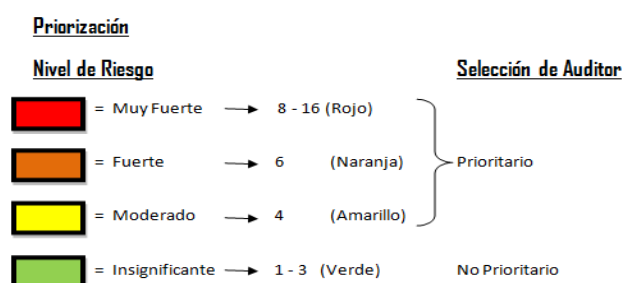 Priorización
Nivel de Riesgo Selección de Auditor
= Muy Fuerte 8 - 16 (Rojo)
= Fuerte 6 (Naranja) Prioritario
= Moderado 4 (Amarillo)
= Insignificante 1 - 3 (Verde) No Prioritario